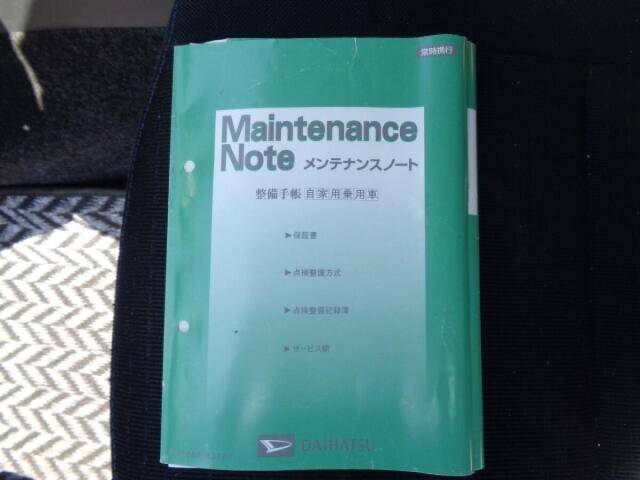 常時携行
Maintenance
Note メンテナンスノート
整備手帳 自家用乗用車
▶保証書
▶点検整備方式
▶点検整備記録簿
▶サービス網
DAIHATSU